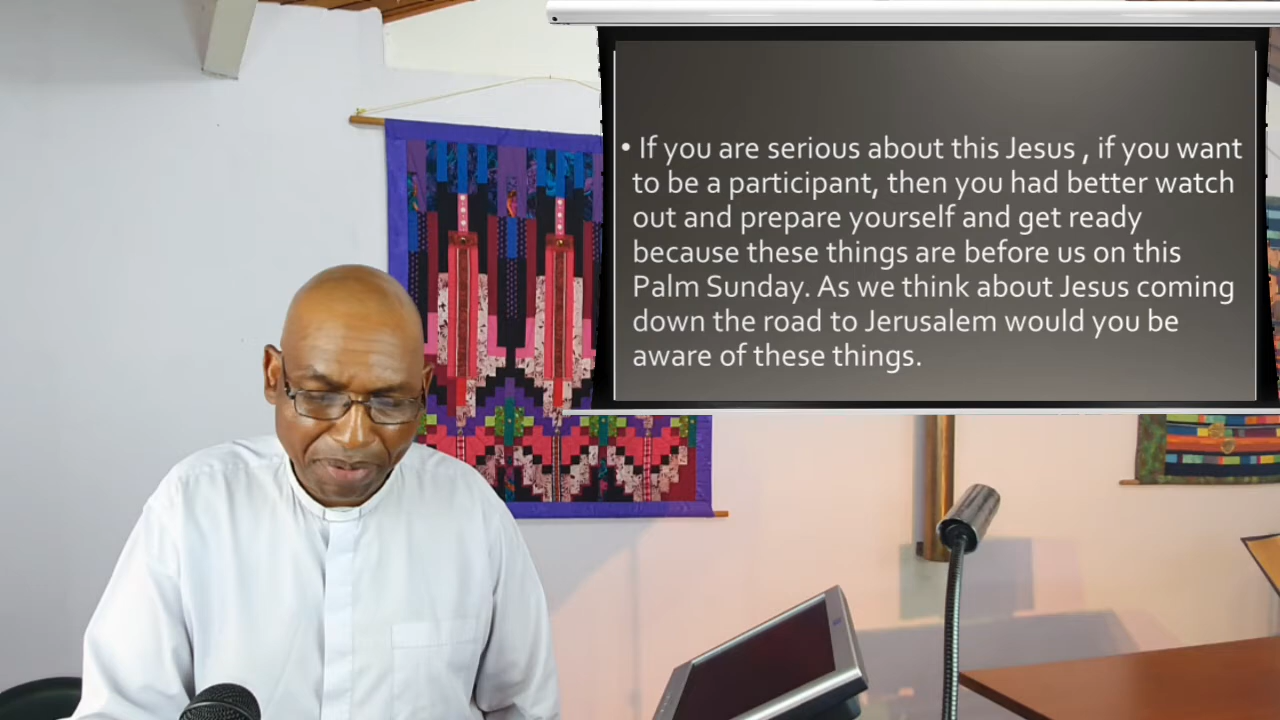 • If you are serious about this Jesus , if you want
to be a participant, then you had better watch
out and prepare yourself and get ready
because these things are before us on this
Palm Sunday. As we think about Jesus coming
down the road to Jerusalem would you be
aware of these things.